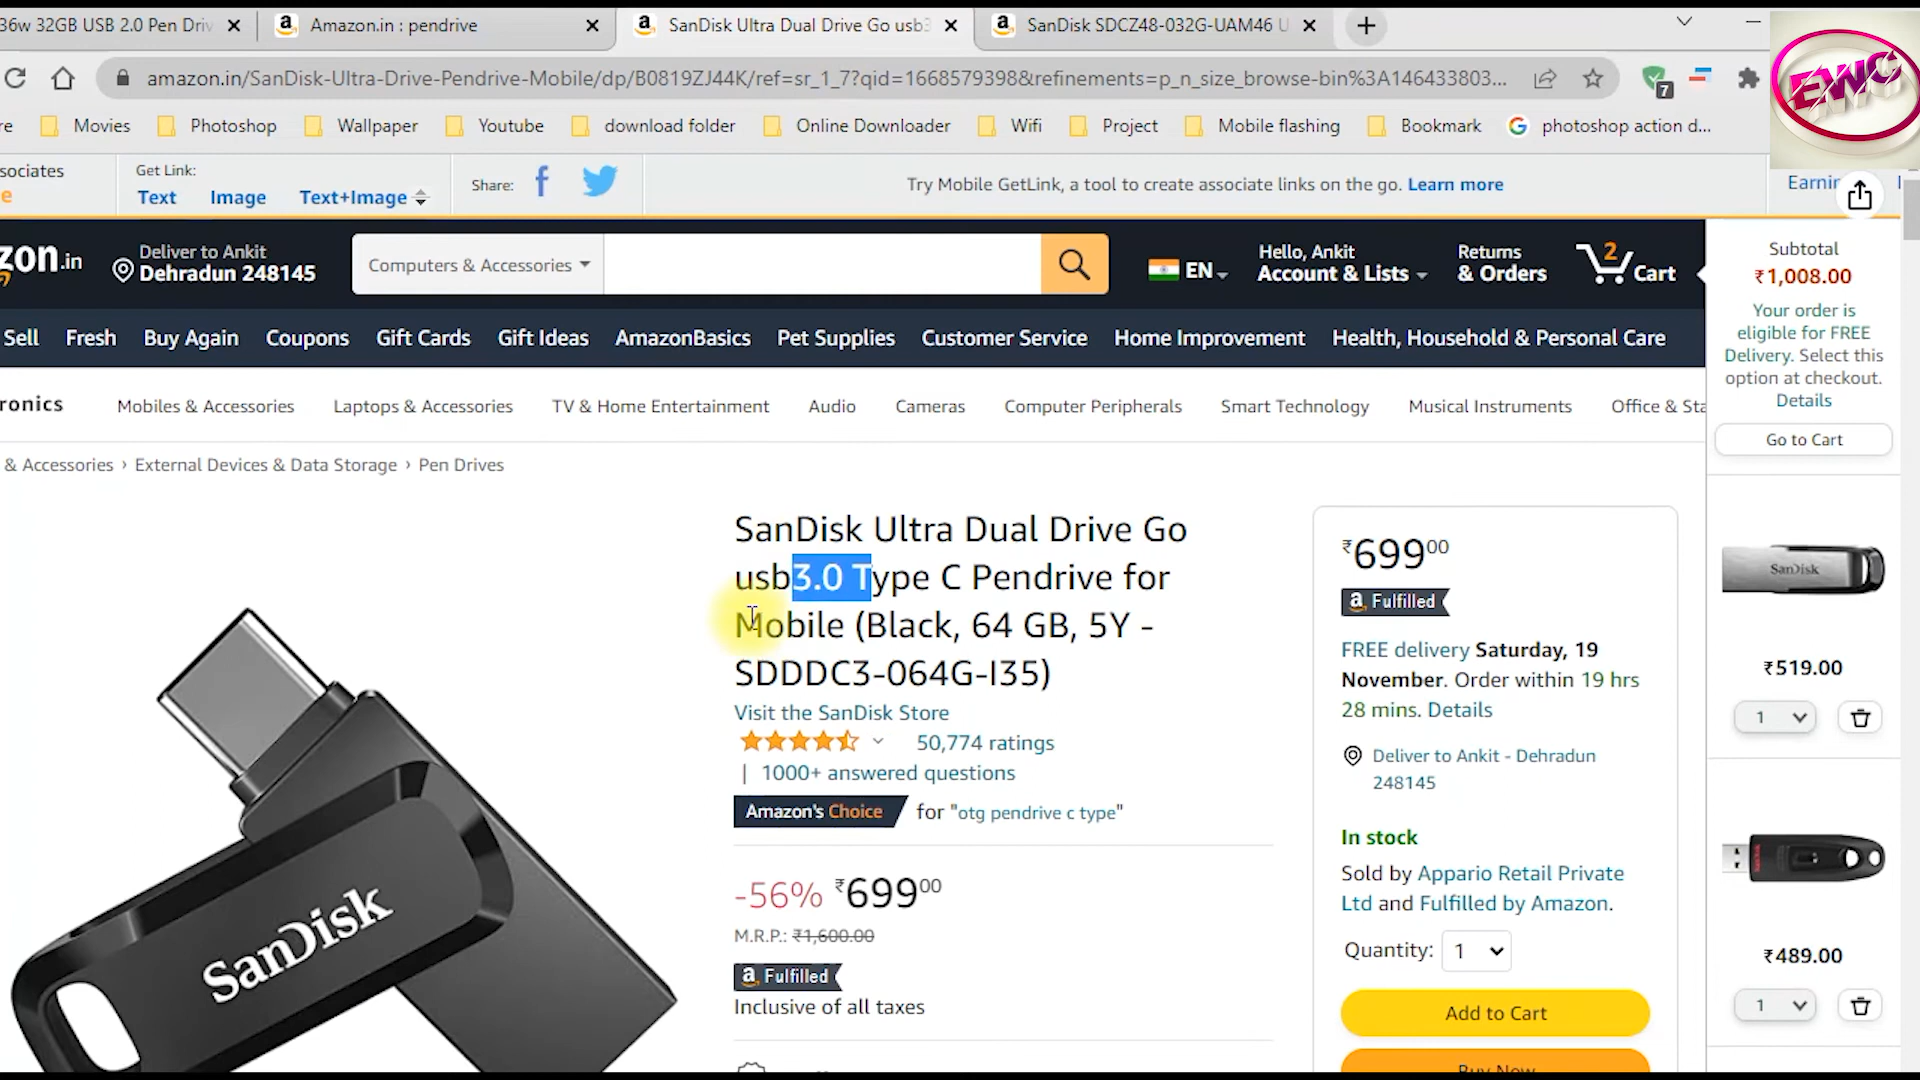 36w 32GB USB 2.0 Pen Driv
Amazon.in : pendrive
SanDisk Ultra Dual Drive Go usb3
SanDisk SDCZ48-032G-UAM46 U
amazon.in/SanDisk-Ultra-Drive-Pendrive-Mobile/dp/B0819ZJ44K/ref=sr_1_7?qid=1668579398&refinements=p_n_size_browse-bin%3A146433803...
7
EWC
re
Movies
Photoshop
Wallpaper
Youtube
download folder
Online Downloader
Wifi
Project
Mobile flashing
Bookmark
photoshop action d...
sociates
e
Get Link:
Text Image Text+Image
Share:
Try Mobile GetLink, a tool to create associate links on the go. Learn more
Earnin
zon.in
Deliver to Ankit
Dehradun 248145
Computers & Accessories
EN
Hello, Ankit
Account & Lists
Returns
& Orders
2
Cart
Sell Fresh Buy Again Coupons Gift Cards Gift Ideas AmazonBasics Pet Supplies Customer Service Home Improvement Health, Household & Personal Care
ronics Mobiles & Accessories Laptops & Accessories TV & Home Entertainment Audio Cameras Computer Peripherals Smart Technology Musical Instruments Office & Sta
& Accessories › External Devices & Data Storage › Pen Drives
SanDisk
SanDisk Ultra Dual Drive Go
usb3.0 Type C Pendrive for
Mobile (Black, 64 GB, 5Y -
SDDDC3-064G-I35)
Visit the SanDisk Store
50,774 ratings
| 1000+ answered questions
Amazon's Choice for "otg pendrive c type"
-56% ₹69900
M.R.P.: ₹1,600.00
a Fulfilled
Inclusive of all taxes
₹69900
a Fulfilled
FREE delivery Saturday, 19
November. Order within 19 hrs
28 mins. Details
Deliver to Ankit - Dehradun
248145
In stock
Sold by Appario Retail Private
Ltd and Fulfilled by Amazon.
Quantity: 1
Add to Cart
Buy Now
Subtotal
₹1,008.00
Your order is
eligible for FREE
Delivery. Select this
option at checkout.
Details
Go to Cart
SanDisk
₹519.00
1
₹489.00
1